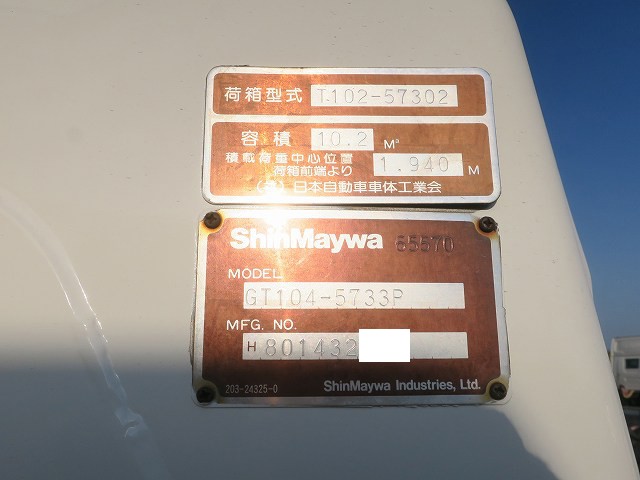 荷箱型式 T102-57302
容積 10.2 M³
積載荷重中心位置
荷箱前端より 1.940 M
(社)日本自動車車体工業会
ShinMaywa 65570
MODEL
GT104-5733P
MFG. NO.
H 801432
203-24325-0 ShinMaywa Industries, Ltd.